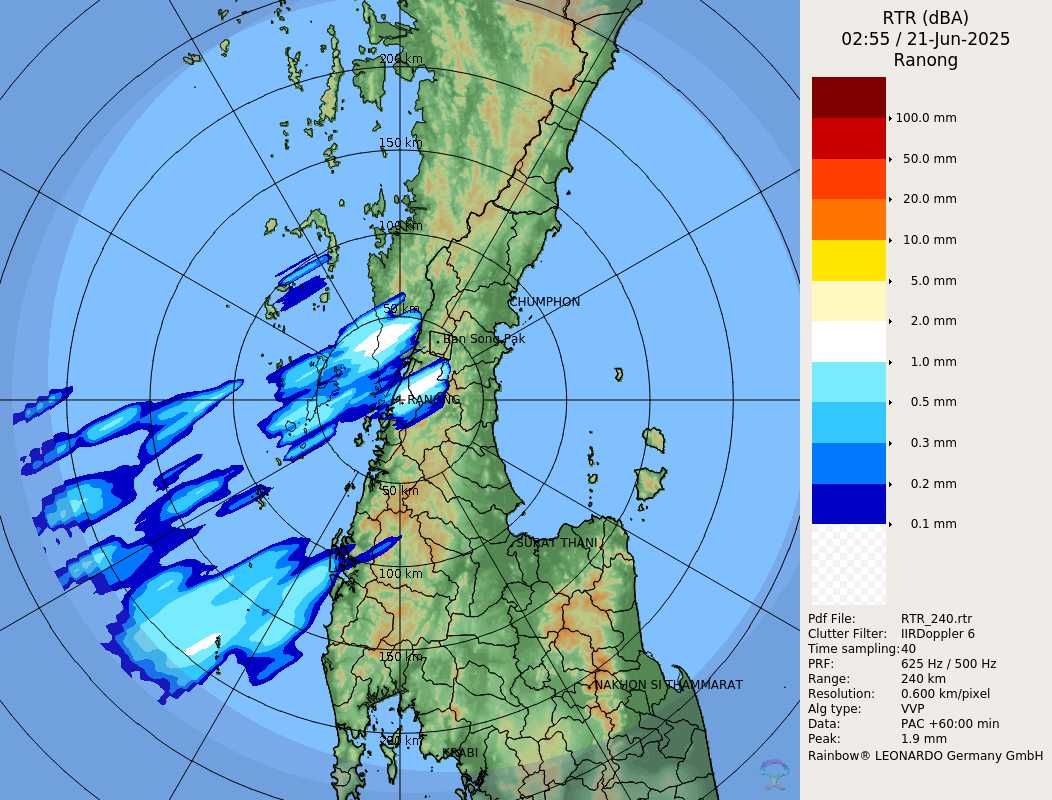 RTR (dBA)
02:55 / 21-Jun-2025
Ranong
100.0 mm
50.0 mm
20.0 mm
10.0 mm
5.0 mm
2.0 mm
1.0 mm
0.5 mm
0.3 mm
0.2 mm
0.1 mm
Pdf File: RTR_240.rtr
Clutter Filter: IIRDoppler 6
Time sampling: 40
PRF: 625 Hz / 500 Hz
Range: 240 km
Resolution: 0.600 km/pixel
Alg type: VVP
Data: PAC +60:00 min
Peak: 1.9 mm
Rainbow® LEONARDO Germany GmbH
200 km
150 km
100 km
50 km
CHUMPHON
Ban Song Pak
RANONG
50 km
SURAT THANI
100 km
150 km
NAKHON SI THAMMARAT
200 km
KRABI